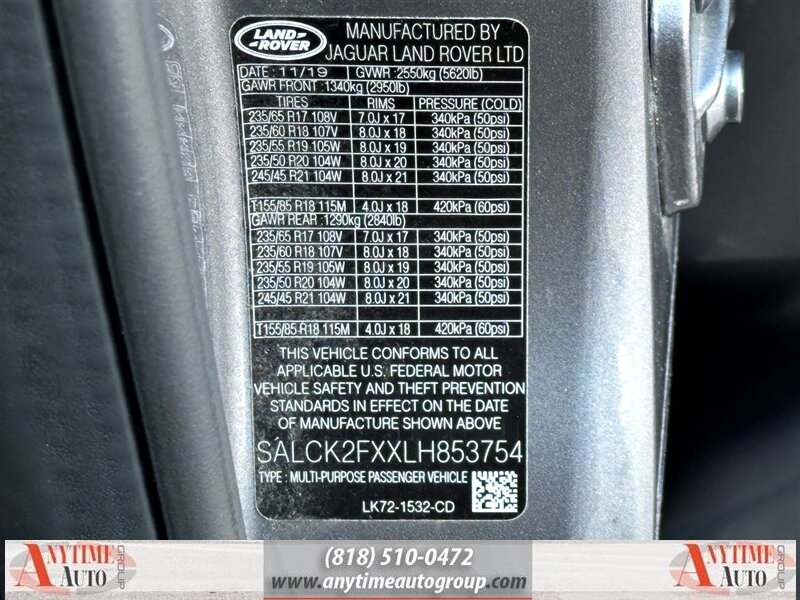 LAND ROVER
MANUFACTURED BY
JAGUAR LAND ROVER LTD
DATE : 11/19 GVWR : 2550kg (5620lb)
GAWR FRONT : 1340kg (2950lb)
TIRES RIMS PRESSURE (COLD)
235/65 R17 108V 7.0J x 17 340kPa (50psi)
235/60 R18 107V 8.0J x 18 340kPa (50psi)
235/55 R19 105W 8.0J x 19 340kPa (50psi)
235/50 R20 104W 8.0J x 20 340kPa (50psi)
245/45 R21 104W 8.0J x 21 340kPa (50psi)
T155/85 R18 115M 4.0J x 18 420kPa (60psi)
GAWR REAR : 1290kg (2840lb)
235/65 R17 108V 7.0J x 17 340kPa (50psi)
235/60 R18 107V 8.0J x 18 340kPa (50psi)
235/55 R19 105W 8.0J x 19 340kPa (50psi)
235/50 R20 104W 8.0J x 20 340kPa (50psi)
245/45 R21 104W 8.0J x 21 340kPa (50psi)
T155/85 R18 115M 4.0J x 18 420kPa (60psi)
THIS VEHICLE CONFORMS TO ALL
APPLICABLE U.S. FEDERAL MOTOR
VEHICLE SAFETY AND THEFT PREVENTION
STANDARDS IN EFFECT ON THE DATE
OF MANUFACTURE SHOWN ABOVE
SALCK2FXXLH853754
TYPE : MULTI-PURPOSE PASSENGER VEHICLE
LK72-1532-CD
ANYTIME AUTO GROUP
(818) 510-0472
www.anytimeautogroup.com
ANYTIME AUTO GROUP